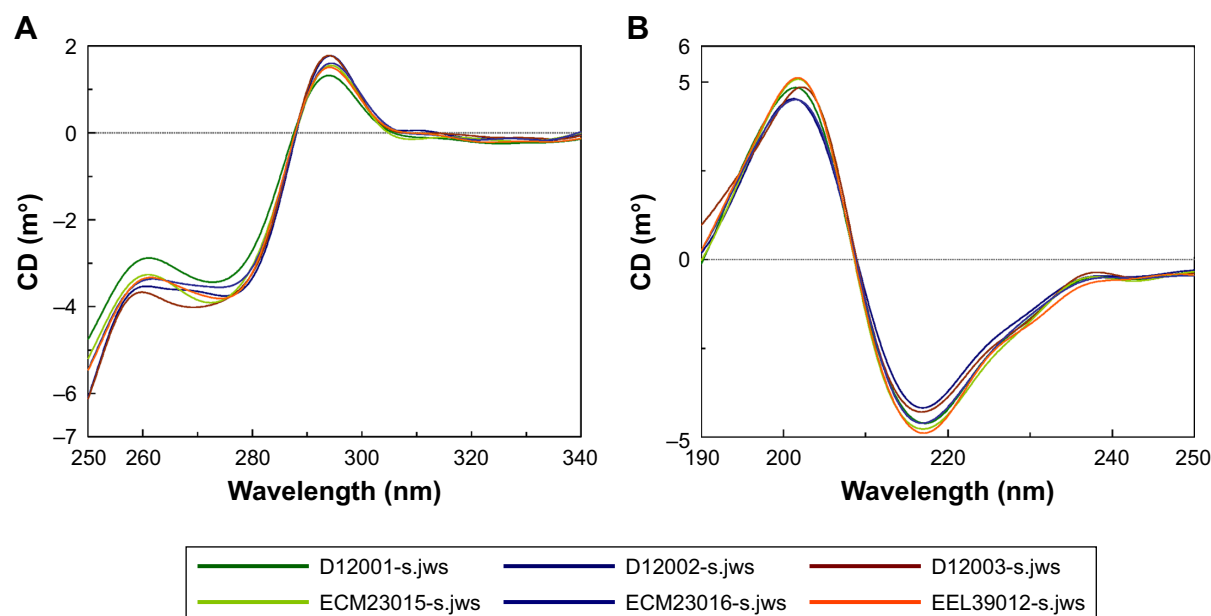 A
2
0
–2
–4
–6
–7
CD (m°)
250 260 280 300 320 340
Wavelength (nm)
B
6
5
0
–5
CD (m°)
190 200 220 240 250
Wavelength (nm)
D12001-s.jws D12002-s.jws D12003-s.jws
ECM23015-s.jws ECM23016-s.jws EEL39012-s.jws